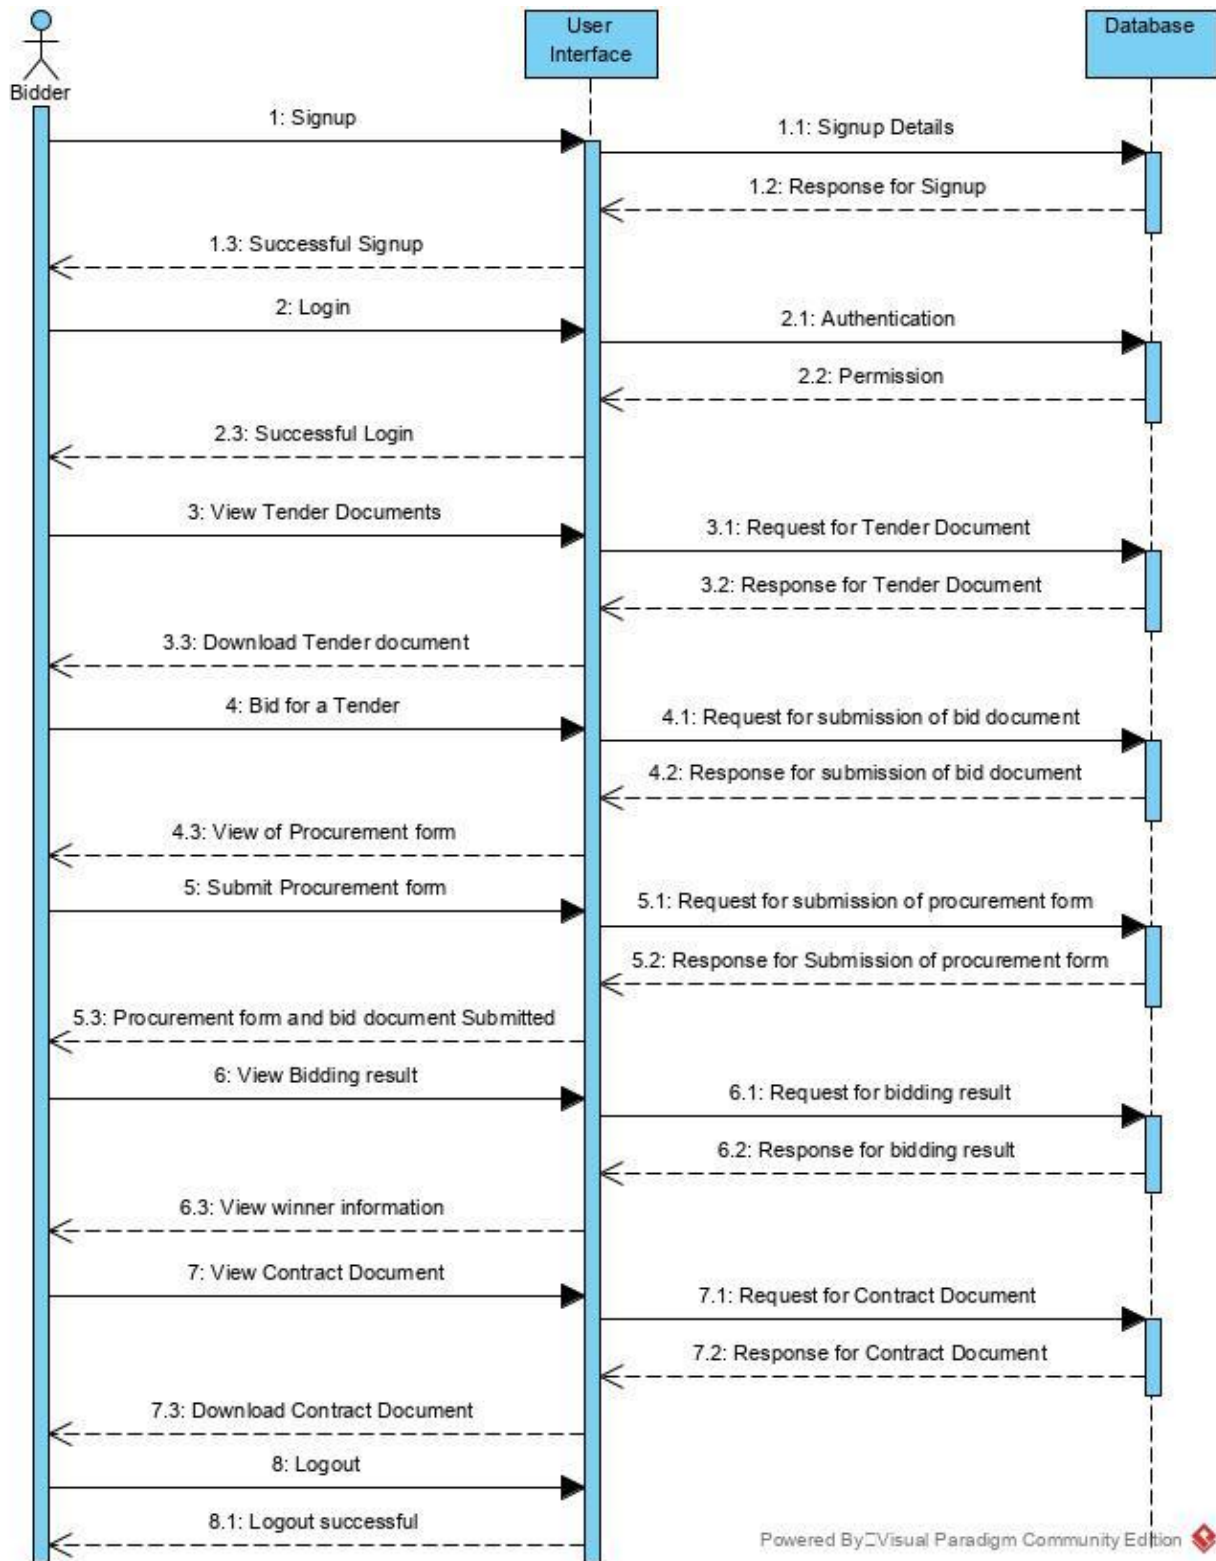 User
Interface
Database
Bidder
1: Signup
1.1: Signup Details
1.2: Response for Signup
1.3: Successful Signup
2: Login
2.1: Authentication
2.2: Permission
2.3: Successful Login
3: View Tender Documents
3.1: Request for Tender Document
3.2: Response for Tender Document
3.3: Download Tender document
4: Bid for a Tender
4.1: Request for submission of bid document
4.2: Response for submission of bid document
4.3: View of Procurement form
5: Submit Procurement form
5.1: Request for submission of procurement form
5.2: Response for Submission of procurement form
5.3: Procurement form and bid document Submitted
6: View Bidding result
6.1: Request for bidding result
6.2: Response for bidding result
6.3: View winner information
7: View Contract Document
7.1: Request for Contract Document
7.2: Response for Contract Document
7.3: Download Contract Document
8: Logout
8.1: Logout successful
Powered By□Visual Paradigm Community Edition